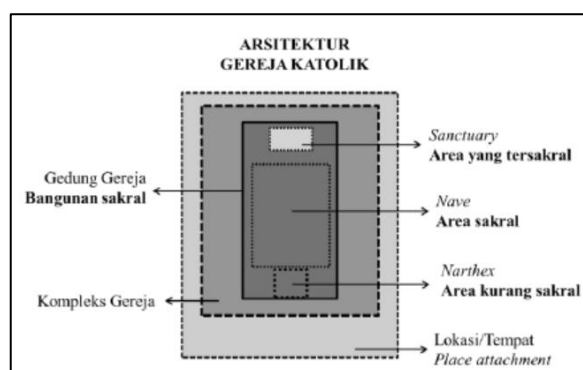 ARSITEKTUR
GEREJA KATOLIK
Sanctuary
Area yang tersakral
Gedung Gereja
Bangunan sakral
Nave
Area sakral
Narthex
Area kurang sakral
Kompleks Gereja
Lokasi/Tempat
Place attachment